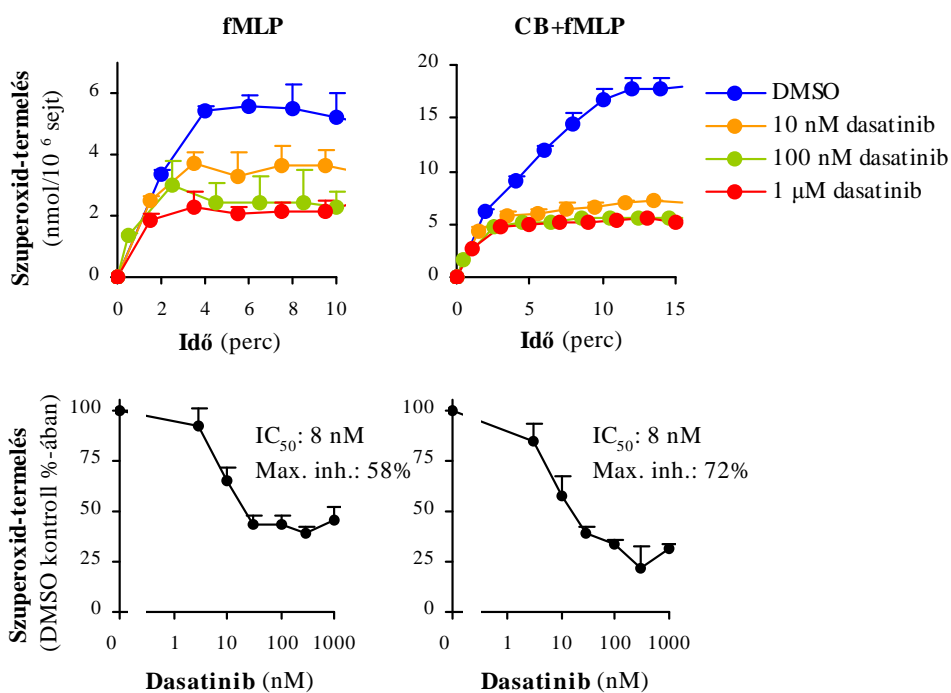 fMLP
CB+fMLP
Szuperoxid-termelés
(nmol/10⁶ sejt)
6
4
2
0
0 2 4 6 8 10
Idő (perc)
20
15
10
5
0
0 5 10 15
Idő (perc)
DMSO
10 nM dasatinib
100 nM dasatinib
1 µM dasatinib
Szuperoxid-termelés
(DMSO kontroll %-ában)
100
75
50
25
0
IC₅₀: 8 nM
Max. inh.: 58%
0 1 10 100 1000
Dasatinib (nM)
100
75
50
25
0
IC₅₀: 8 nM
Max. inh.: 72%
0 1 10 100 1000
Dasatinib (nM)